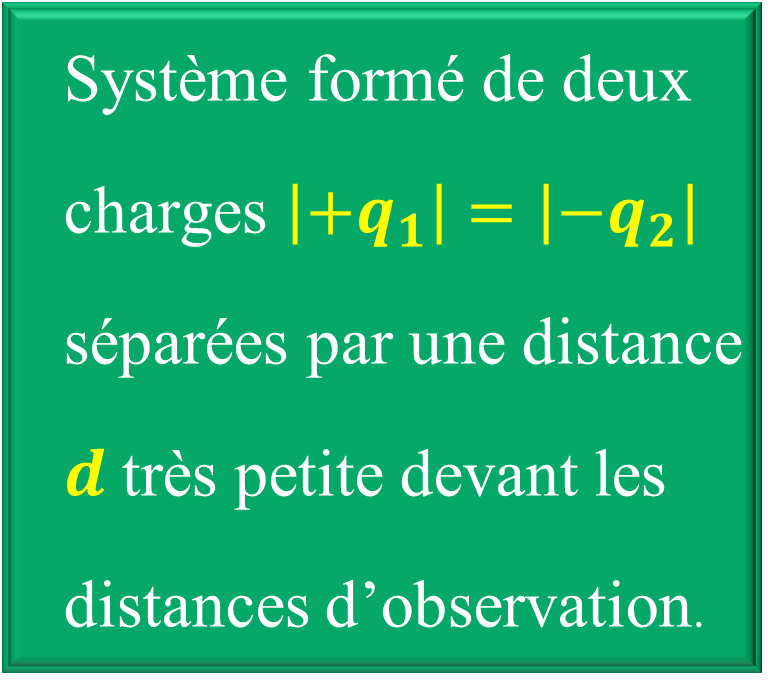 Système formé de deux
charges |+q₁| = |−q₂|
séparées par une distance
d très petite devant les
distances d’observation.